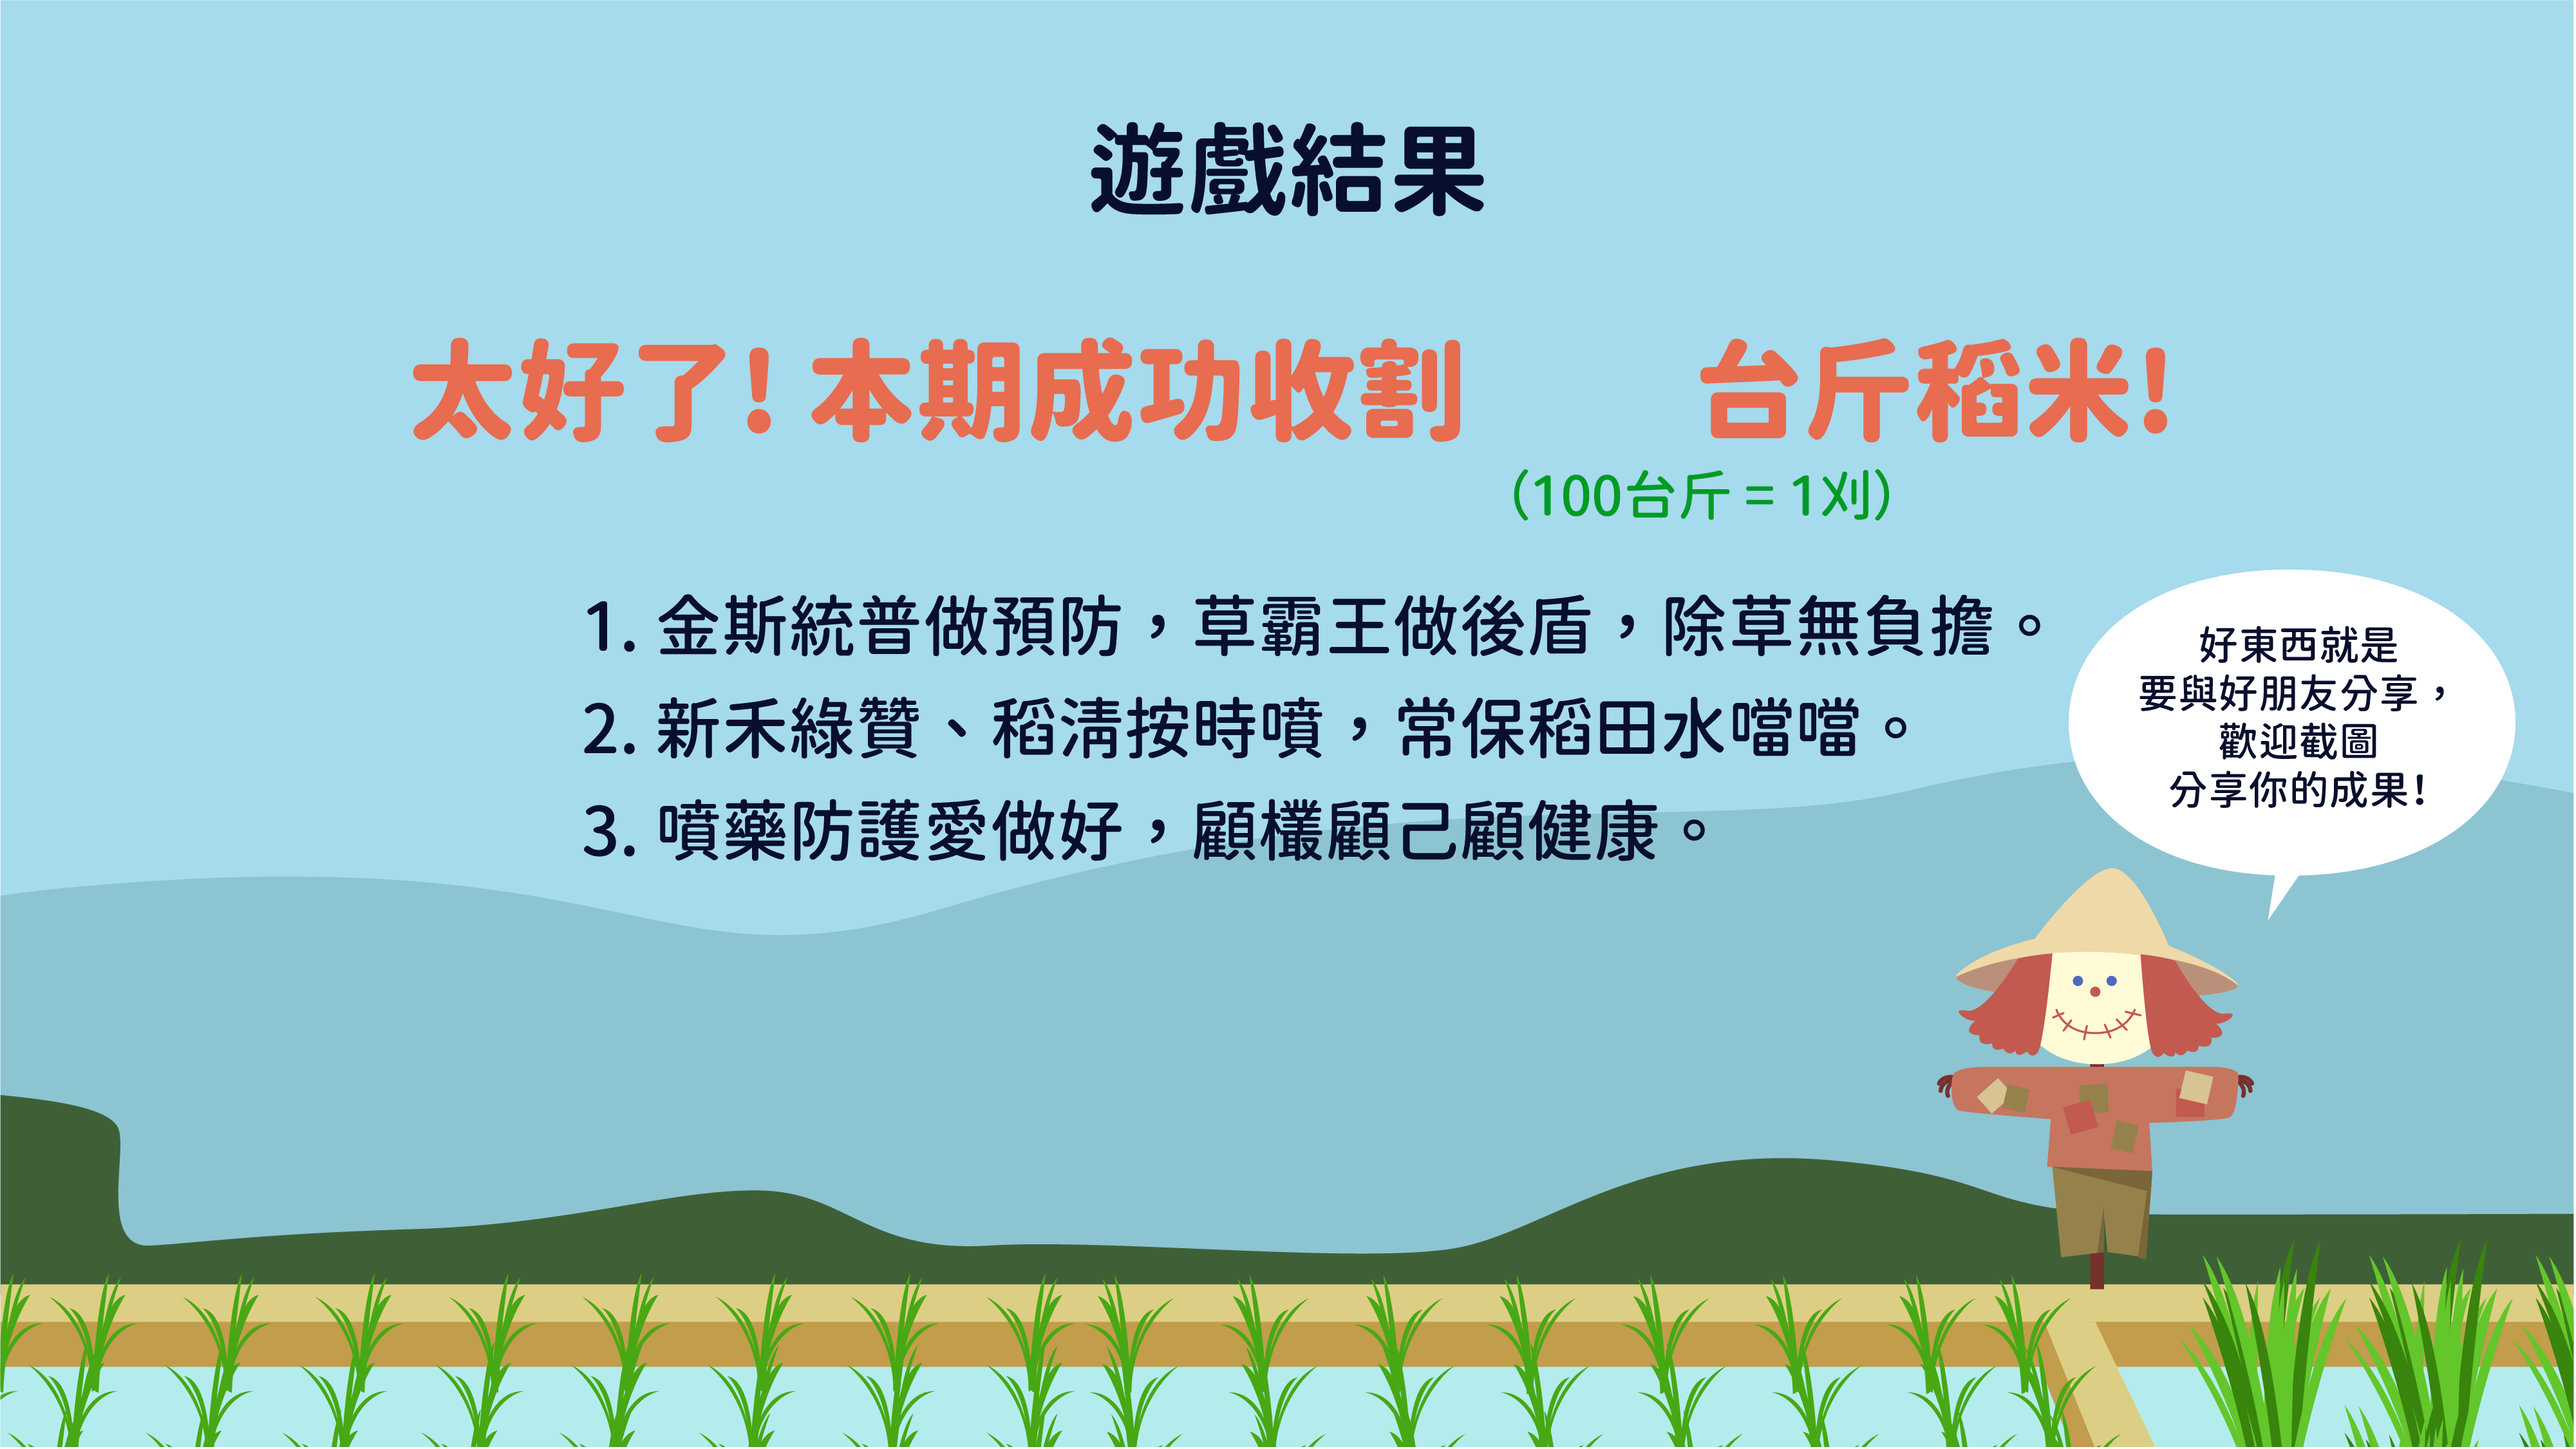 遊戲結果
太好了！本期成功收割 台斤稻米！
（100台斤 = 1刈）
1. 金斯統普做預防，草霸王做後盾，除草無負擔。
2. 新禾綠贊、稻淸按時噴，常保稻田水噹噹。
3. 噴藥防護愛做好，顧欉顧己顧健康。
好東西就是
要與好朋友分享，
歡迎截圖
分享你的成果！